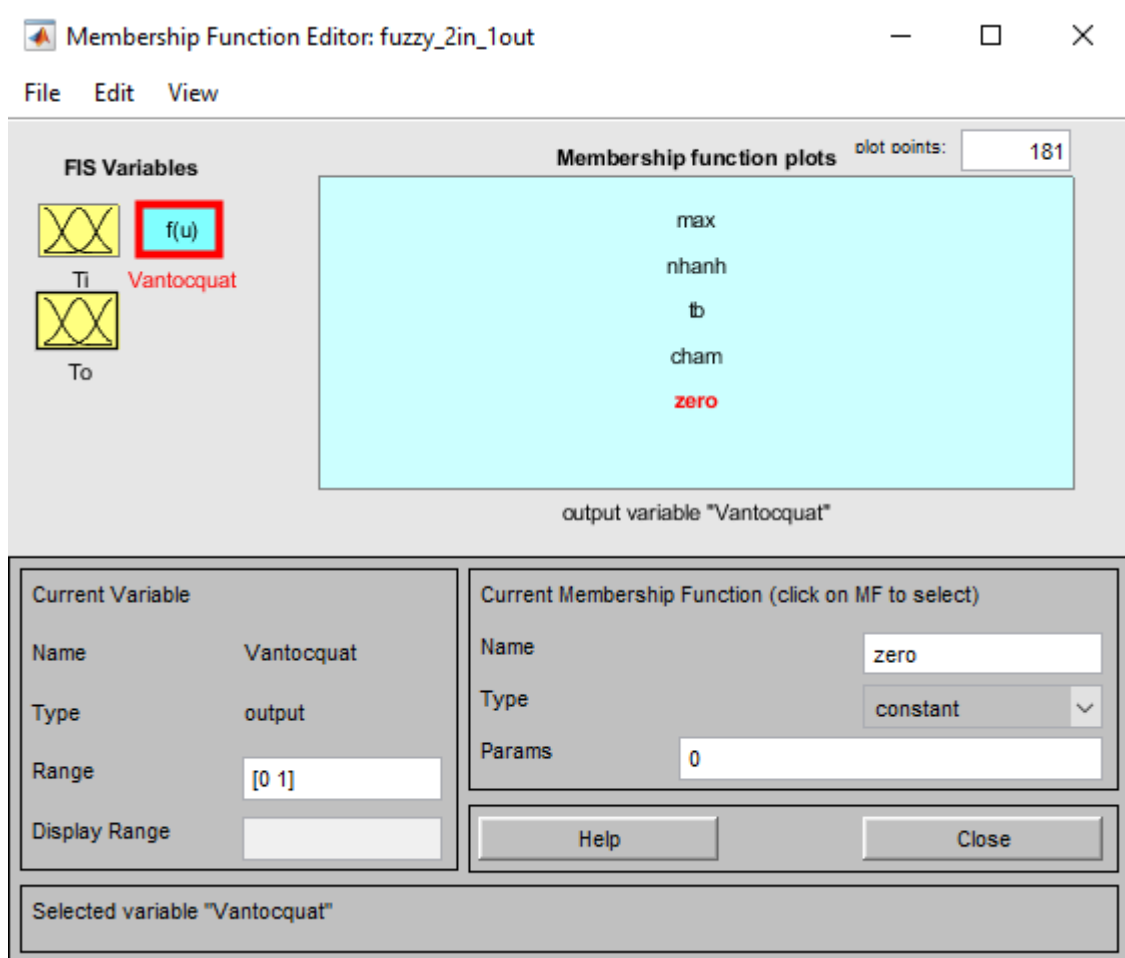 Membership Function Editor: fuzzy_2in_1out
File Edit View
FIS Variables
f(u)
Ti Vantocquat
To
Membership function plots plot points: 181
max
nhanh
tb
cham
zero
output variable "Vantocquat"
Current Variable
Name Vantocquat
Type output
Range [0 1]
Display Range
Current Membership Function (click on MF to select)
Name zero
Type constant
Params 0
Help Close
Selected variable "Vantocquat"